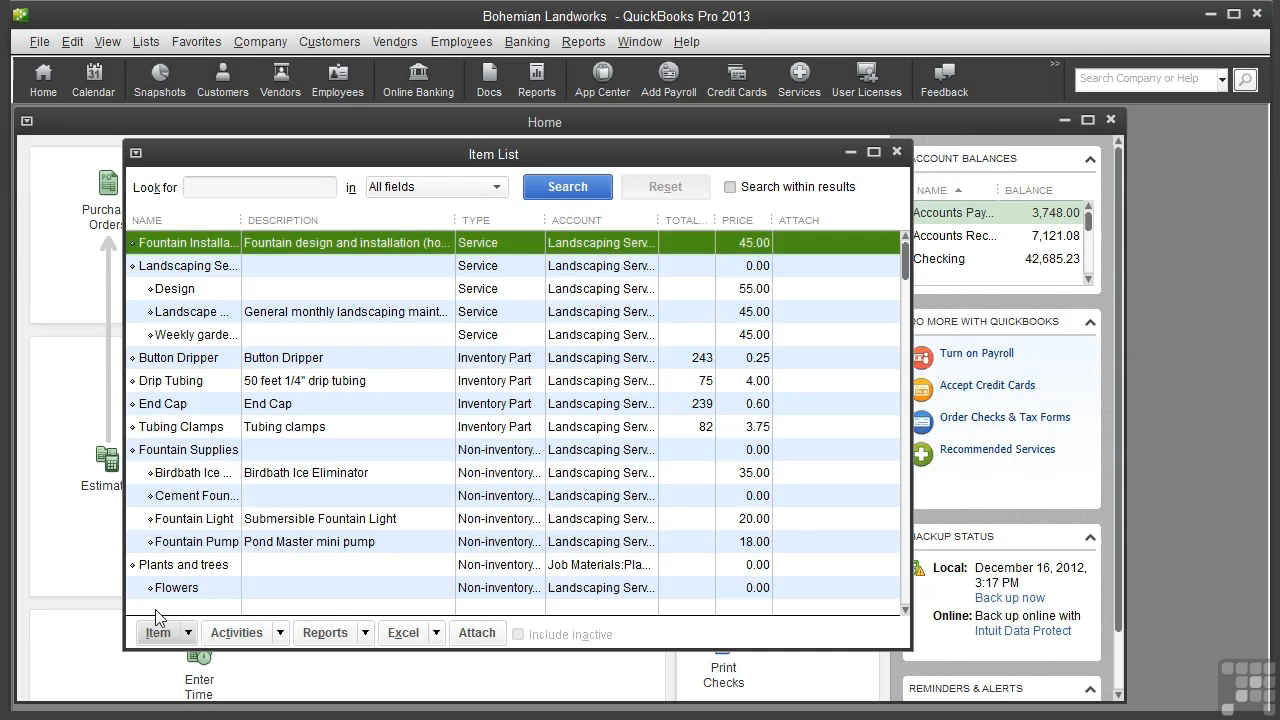 Bohemian Landworks - QuickBooks Pro 2013
File Edit View Lists Favorites Company Customers Vendors Employees Banking Reports Window Help
Home Calendar Snapshots Customers Vendors Employees Online Banking Docs Reports App Center Add Payroll Credit Cards Services User Licenses Feedback
Search Company or Help
Home
Item List
Look for in All fields Search Reset Search within results
NAME DESCRIPTION TYPE ACCOUNT TOTAL... PRICE ATTACH
Fountain Installa... Fountain design and installation (ho... Service Landscaping Serv... 45.00
Landscaping Se... Service Landscaping Serv... 0.00
Design Service Landscaping Serv... 55.00
Landscape ... General monthly landscaping maint... Service Landscaping Serv... 45.00
Weekly garde... Service Landscaping Serv... 45.00
Button Dripper Button Dripper Inventory Part Landscaping Serv... 243 0.25
Drip Tubing 50 feet 1/4" drip tubing Inventory Part Landscaping Serv... 75 4.00
End Cap End Cap Inventory Part Landscaping Serv... 239 0.60
Tubing Clamps Tubing clamps Inventory Part Landscaping Serv... 82 3.75
Fountain Supplies Non-inventory... Landscaping Serv... 0.00
Birdbath Ice... Birdbath Ice Eliminator Non-inventory... Landscaping Serv... 35.00
Cement Foun... Non-inventory... Landscaping Serv... 0.00
Fountain Light Submersible Fountain Light Non-inventory... Landscaping Serv... 20.00
Fountain Pump Pond Master mini pump Non-inventory... Landscaping Serv... 18.00
Plants and trees Non-inventory... Job Materials:Pla... 0.00
Flowers Non-inventory... Landscaping Serv... 0.00
Item Activities Reports Excel Attach Include inactive
Purcha
Orders
Estimat
Enter
Time
Print
Checks
ACCOUNT BALANCES
NAME BALANCE
Accounts Pay... 3,748.00
Accounts Rec... 7,121.08
Checking 42,685.23
DO MORE WITH QUICKBOOKS
Turn on Payroll
Accept Credit Cards
Order Checks & Tax Forms
Recommended Services
BACKUP STATUS
Local: December 16, 2012,
3:17 PM
Back up now
Online: Back up online with
Intuit Data Protect
REMINDERS & ALERTS